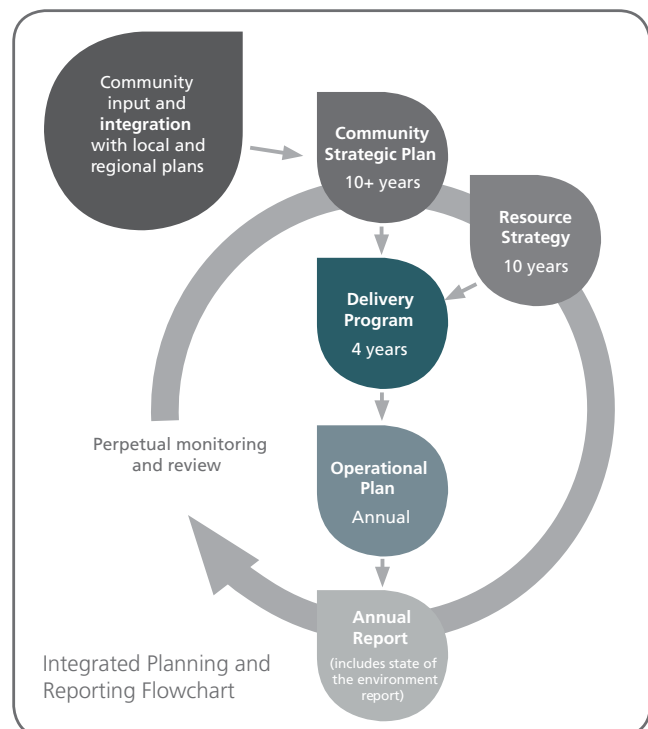 Community
input and
integration
with local and
regional plans
Community
Strategic Plan
10+ years
Resource
Strategy
10 years
Delivery
Program
4 years
Perpetual monitoring
and review
Operational
Plan
Annual
Annual
Report
(includes state of
the environment
report)
Integrated Planning and
Reporting Flowchart